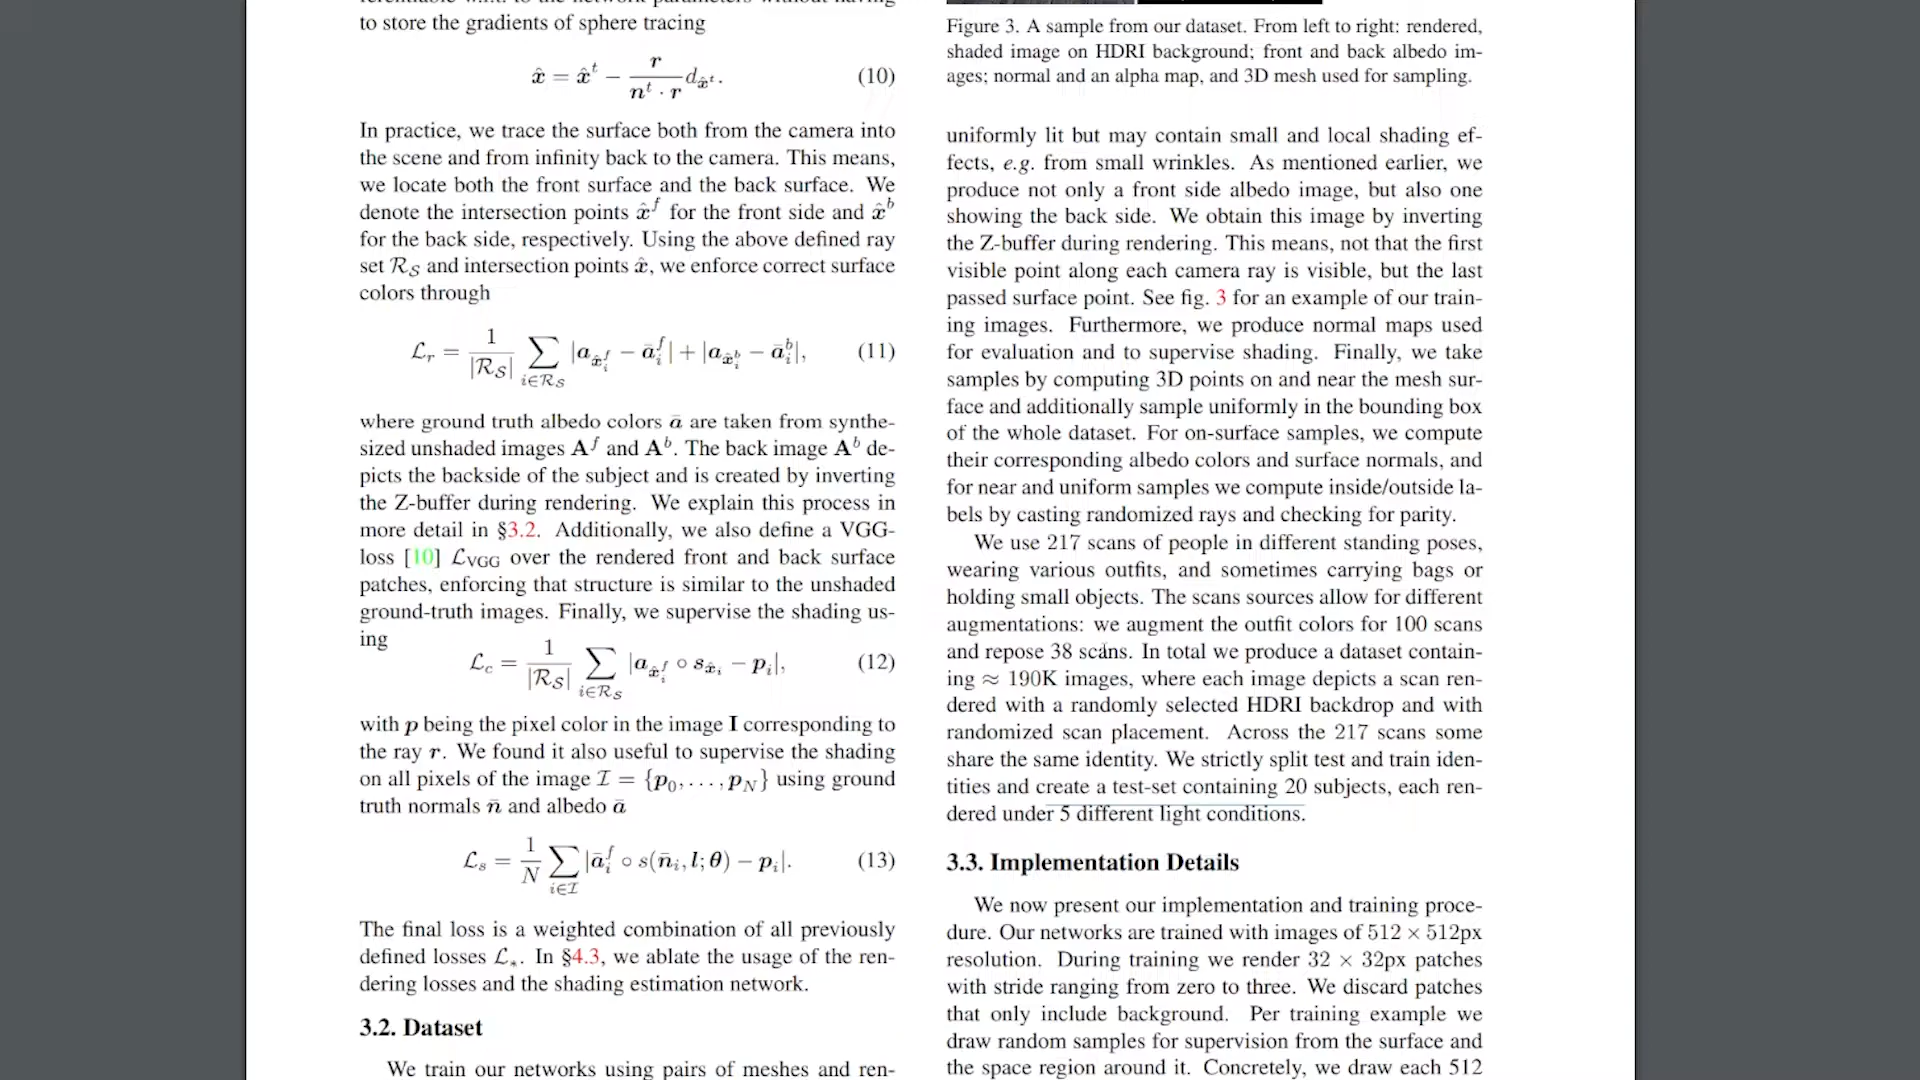 to store the gradients of sphere tracing
x̂ = x̂ᵗ − r / (nᵗ · r) d_x̂ᵗ. (10)
In practice, we trace the surface both from the camera into
the scene and from infinity back to the camera. This means,
we locate both the front surface and the back surface. We
denote the intersection points x̂ᶠ for the front side and x̂ᵇ
for the back side, respectively. Using the above defined ray
set R_S and intersection points x̂, we enforce correct surface
colors through
L_r = 1/|R_S| ∑_{i∈R_S} |a_{x̂ᵢᶠ} − āᵢᶠ| + |a_{x̂ᵢᵇ} − āᵢᵇ|, (11)
where ground truth albedo colors ā are taken from synthe-
sized unshaded images Aᶠ and Aᵇ. The back image Aᵇ de-
picts the backside of the subject and is created by inverting
the Z-buffer during rendering. We explain this process in
more detail in §3.2. Additionally, we also define a VGG-
loss [10] L_VGG over the rendered front and back surface
patches, enforcing that structure is similar to the unshaded
ground-truth images. Finally, we supervise the shading us-
ing
L_c = 1/|R_S| ∑_{i∈R_S} |a_{x̂ᵢᶠ} ∘ s_{x̂ᵢ} − pᵢ|, (12)
with p being the pixel color in the image I corresponding to
the ray r. We found it also useful to supervise the shading
on all pixels of the image I = {p₀, . . . , p_N} using ground
truth normals n̄ and albedo ā
L_s = 1/N ∑_{i∈I} |āᵢᶠ ∘ s(n̄ᵢ, l; θ) − pᵢ|. (13)
The final loss is a weighted combination of all previously
defined losses L_*. In §4.3, we ablate the usage of the ren-
dering losses and the shading estimation network.
3.2. Dataset
We train our networks using pairs of meshes and ren-
Figure 3. A sample from our dataset. From left to right: rendered,
shaded image on HDRI background; front and back albedo im-
ages; normal and an alpha map, and 3D mesh used for sampling.
uniformly lit but may contain small and local shading ef-
fects, e.g. from small wrinkles. As mentioned earlier, we
produce not only a front side albedo image, but also one
showing the back side. We obtain this image by inverting
the Z-buffer during rendering. This means, not that the first
visible point along each camera ray is visible, but the last
passed surface point. See fig. 3 for an example of our train-
ing images. Furthermore, we produce normal maps used
for evaluation and to supervise shading. Finally, we take
samples by computing 3D points on and near the mesh sur-
face and additionally sample uniformly in the bounding box
of the whole dataset. For on-surface samples, we compute
their corresponding albedo colors and surface normals, and
for near and uniform samples we compute inside/outside la-
bels by casting randomized rays and checking for parity.
We use 217 scans of people in different standing poses,
wearing various outfits, and sometimes carrying bags or
holding small objects. The scans sources allow for different
augmentations: we augment the outfit colors for 100 scans
and repose 38 scans. In total we produce a dataset contain-
ing ≈ 190K images, where each image depicts a scan ren-
dered with a randomly selected HDRI backdrop and with
randomized scan placement. Across the 217 scans some
share the same identity. We strictly split test and train iden-
tities and create a test-set containing 20 subjects, each ren-
dered under 5 different light conditions.
3.3. Implementation Details
We now present our implementation and training proce-
dure. Our networks are trained with images of 512 × 512px
resolution. During training we render 32 × 32px patches
with stride ranging from zero to three. We discard patches
that only include background. Per training example we
draw random samples for supervision from the surface and
the space region around it. Concretely, we draw each 512